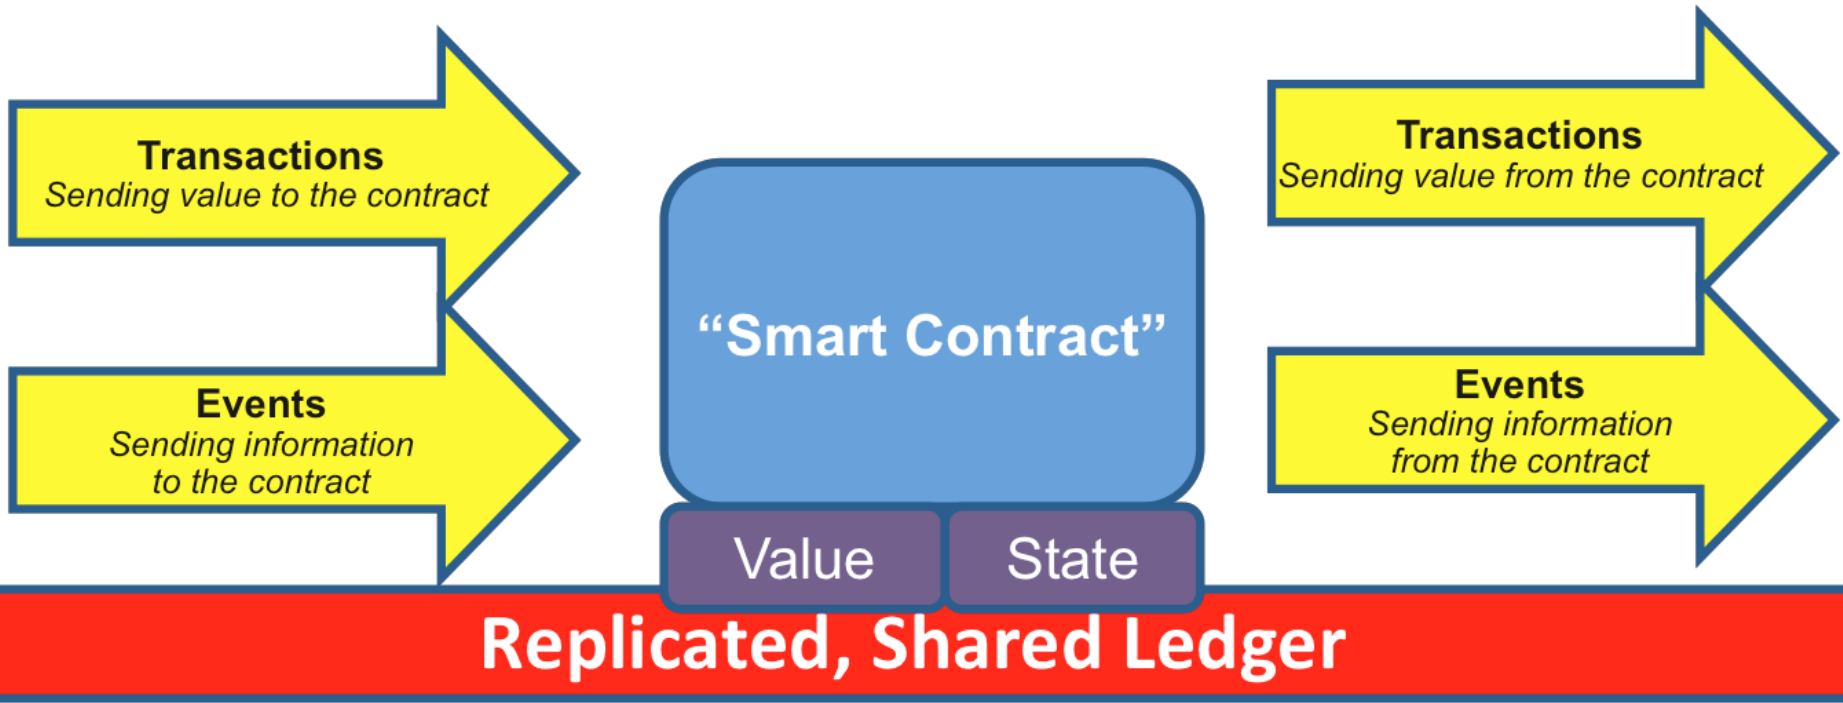 Transactions
Sending value to the contract
Events
Sending information
to the contract
“Smart Contract”
Value
State
Transactions
Sending value from the contract
Events
Sending information
from the contract
Replicated, Shared Ledger